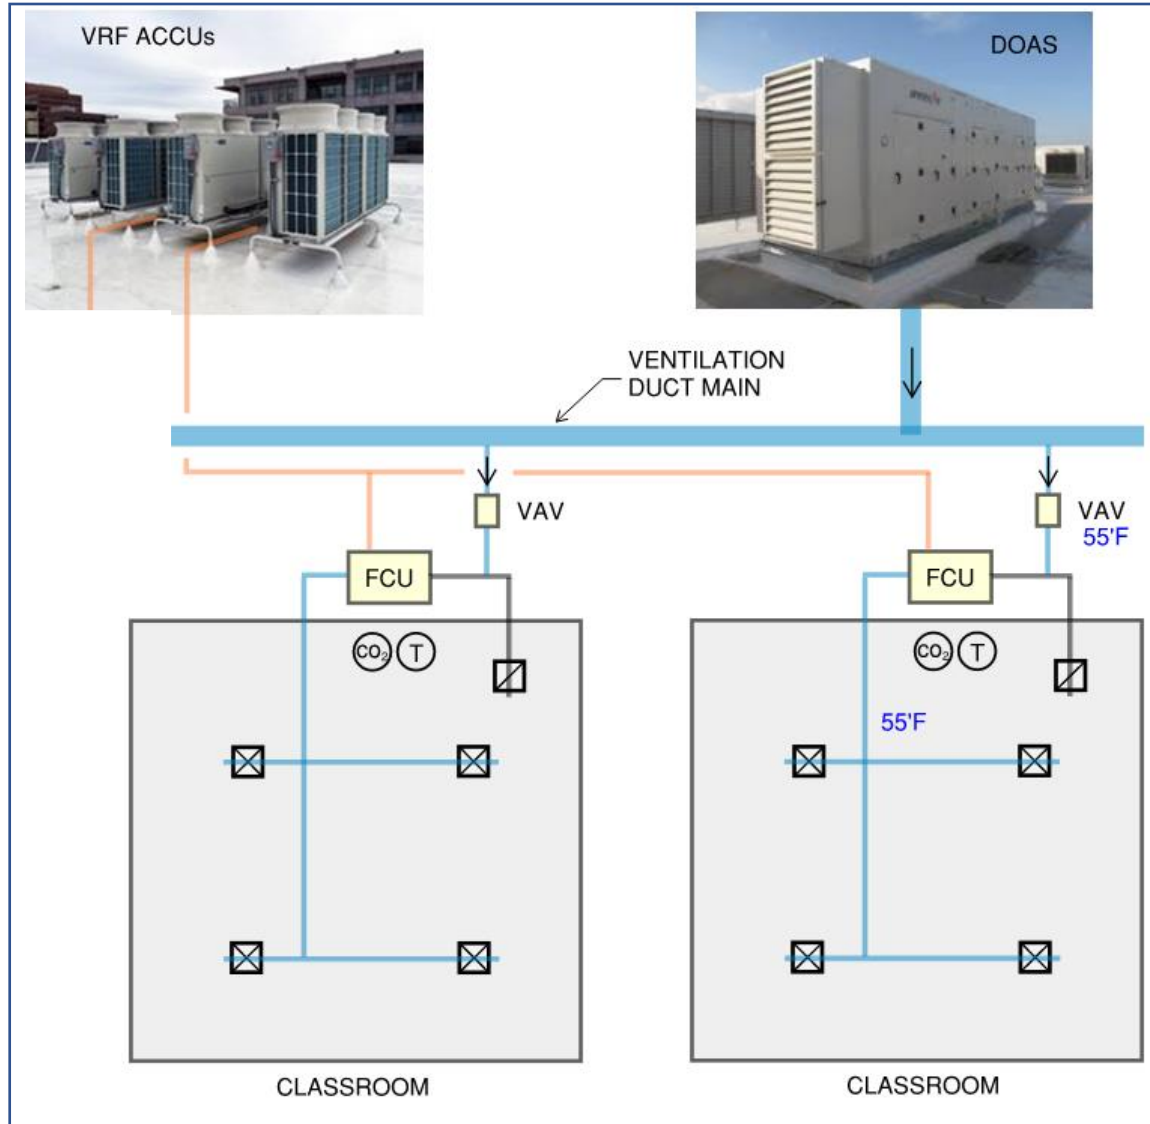 VRF ACCUs
DOAS
VENTILATION
DUCT MAIN
VAV
VAV
55'F
FCU
FCU
CO₂
T
CO₂
T
55'F
CLASSROOM
CLASSROOM